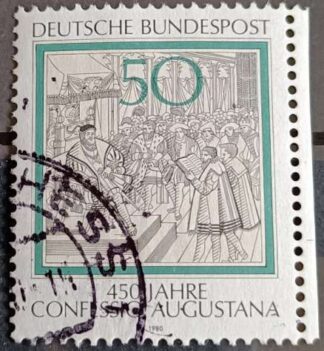 DEUTSCHE BUNDESPOST
50
450 JAHRE
CONFESSIO AUGUSTANA
1980